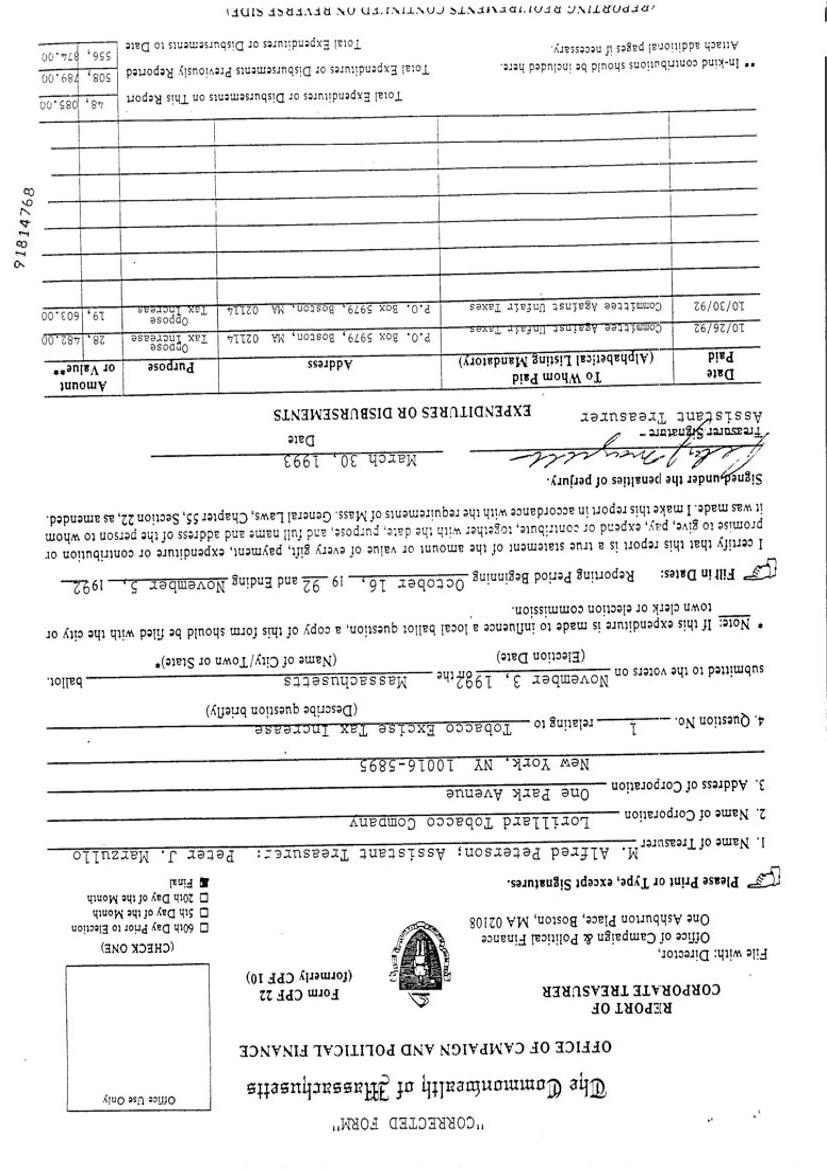 "CORRECTED FORM"
The Commonwealth of Massachusetts
Office Use Only
OFFICE OF CAMPAIGN AND POLITICAL FINANCE
REPORT OF
CORPORATE TREASURER
Form CPF 22
(formerly CPF 10)
File with: Director,
Office of Campaign & Political Finance
One Ashburton Place, Boston, MA 02108
(CHECK ONE)
60th Day Prior to Election
5th Day of the Month
20th Day of the Month
Final
Please Print or Type, except Signatures.
1. Name of Treasurer M. Alfred Peterson; Assistant Treasurer: Peter J. Marzullo
2. Name of Corporation Lorillard Tobacco Company
3. Address of Corporation One Park Avenue
New York, NY 10016-5895
4. Question No. 1 relating to Tobacco Excise Tax Increase
(Describe question briefly)
submitted to the voters on November 3, 1992 on the Massachusetts ballot.
(Election Date) (Name of City/Town or State)*
* Note: If this expenditure is made to influence a local ballot question, a copy of this form should be filed with the city or
town clerk or election commission.
Fill in Dates: Reporting Period Beginning October 16, 19 92 and Ending November 5, 1992
I certify that this report is a true statement of the amount or value of every gift, payment, expenditure or contribution or
promise to give, pay, expend or contribute, together with the date, purpose, and full name and address of the person to whom
it was made. I make this report in accordance with the requirements of Mass. General Laws, Chapter 55, Section 22, as amended.
Signed under the penalties of perjury.
March 30, 1993
Treasurer Signature - Date
Assistant Treasurer
EXPENDITURES OR DISBURSEMENTS
Date Paid To Whom Paid (Alphabetical Listing Mandatory) Address Purpose Amount or Value**
10/26/92 Committee Against Unfair Taxes P.O. Box 5979, Boston, MA 02114 Oppose Tax Increase 28,482.00
10/30/92 Committee Against Unfair Taxes P.O. Box 5979, Boston, MA 02114 Oppose Tax Increase 19,603.00
Total Expenditures or Disbursements on This Report 48,085.00
** In-kind contributions should be included here. Total Expenditures or Disbursements Previously Reported 508,789.00
Attach additional pages if necessary. Total Expenditures or Disbursements to Date 556,874.00
(REPORTING REQUIREMENTS CONTINUED ON REVERSE SIDE)
91814768